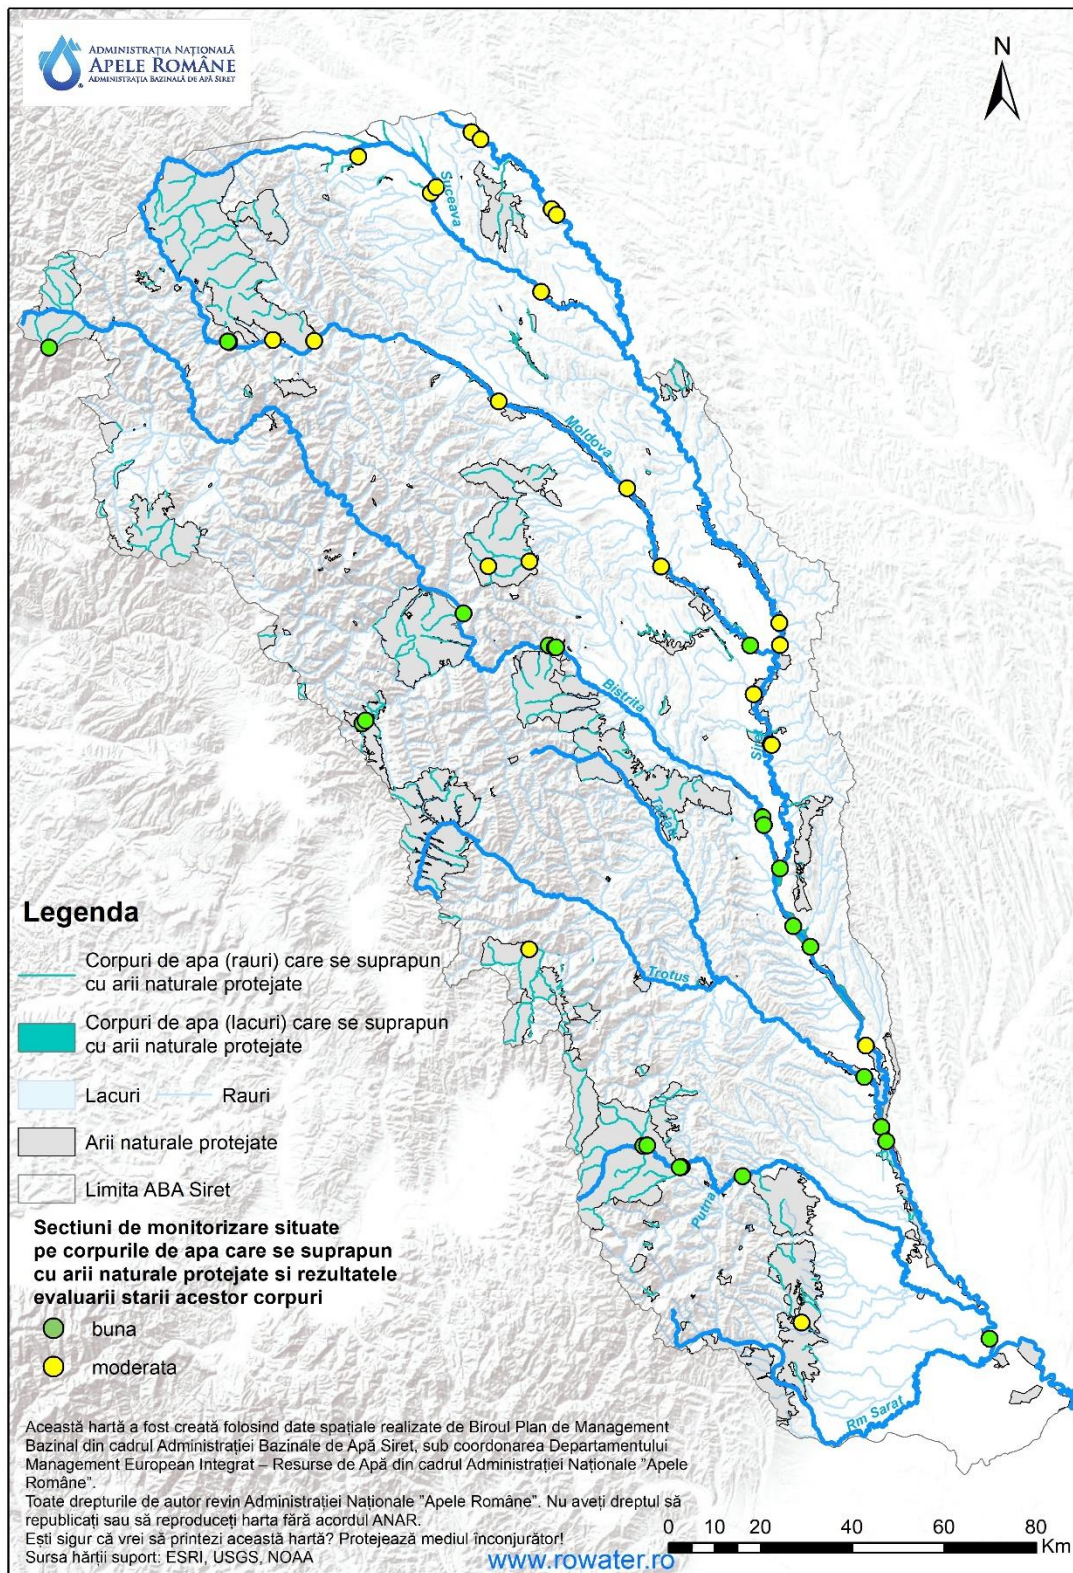 ADMINISTRAȚIA NAȚIONALĂ
APELE ROMÂNE
ADMINISTRAȚIA BAZINALĂ DE APĂ SIRET
N
Suceava
Moldova
Bistrita
Siret
Tazlau
Trotus
Putna
Rm Sarat
Legenda
Corpuri de apa (rauri) care se suprapun
cu arii naturale protejate
Corpuri de apa (lacuri) care se suprapun
cu arii naturale protejate
Lacuri Rauri
Arii naturale protejate
Limita ABA Siret
Sectiuni de monitorizare situate
pe corpurile de apa care se suprapun
cu arii naturale protejate si rezultatele
evaluarii starii acestor corpuri
buna
moderata
Această hartă a fost creată folosind date spațiale realizate de Biroul Plan de Management
Bazinal din cadrul Administrației Bazinale de Apă Siret, sub coordonarea Departamentului
Management European Integrat – Resurse de Apă din cadrul Administrației Naționale "Apele
Române".
Toate drepturile de autor revin Administrației Naționale "Apele Române". Nu aveți dreptul să
republicați sau să reproduceți harta fără acordul ANAR.
Ești sigur că vrei să printezi această hartă? Protejează mediul înconjurător!
Sursa hărții suport: ESRI, USGS, NOAA
www.rowater.ro
0 10 20 40 60 80
Km